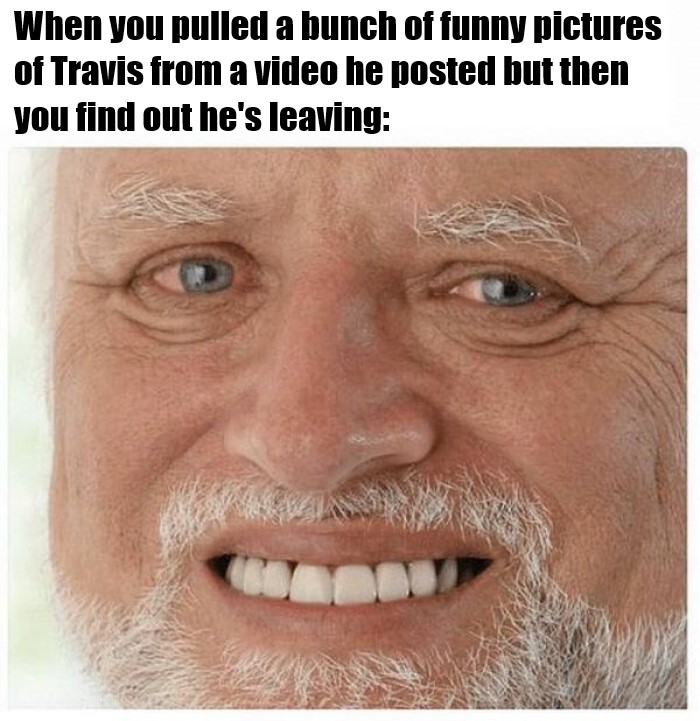 When you pulled a bunch of funny pictures
of Travis from a video he posted but then
you find out he's leaving: